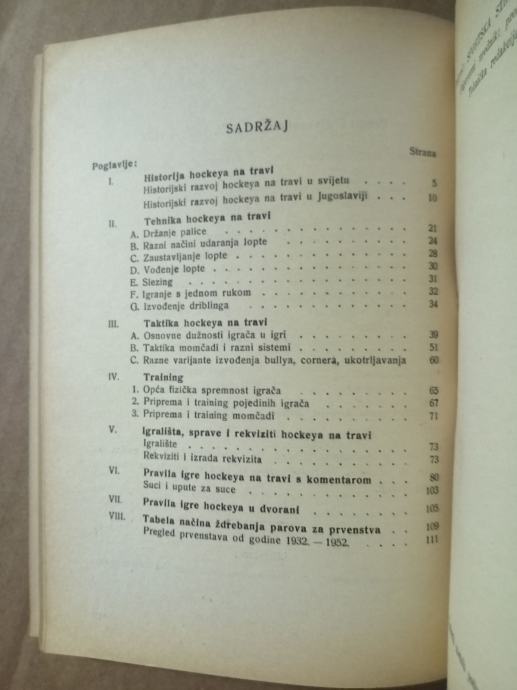 SADRŽAJ
Poglavlje: Strana
I. Historija hockeya na travi
Historijski razvoj hockeya na travi u svijetu . . . . 5
Historijski razvoj hockeya na travi u Jugoslaviji . . . 10
II. Tehnika hockeya na travi
A. Držanje palice . . . . . . . . . . . . 21
B. Razni načini udaranja lopte . . . . . . . . 24
C. Zaustavljanje lopte . . . . . . . . . . . 28
D. Vođenje lopte . . . . . . . . . . . . 30
E. Slezing . . . . . . . . . . . . . . 31
F. Igranje s jednom rukom . . . . . . . . . 32
G. Izvođenje driblinga . . . . . . . . . . . 34
III. Taktika hockeya na travi
A. Osnovne dužnosti igrača u igri . . . . . . . 39
B. Taktika momčadi i razni sistemi . . . . . . . 51
C. Razne varijante izvođenja bullya, cornera, ukotrljavanja 60
IV. Training
1. Opća fizička spremnost igrača . . . . . . . 65
2. Priprema i training pojedinih igrača . . . . . 67
3. Priprema i training momčadi . . . . . . . . 71
V. Igrališta, sprave i rekviziti hockeya na travi
Igralište . . . . . . . . . . . . . . 73
Rekviziti i izrada rekvizita . . . . . . . . . 73
VI. Pravila igre hockeya na travi s komentarom . . . 80
Suci i upute za suce . . . . . . . . . . 103
VII. Pravila igre hockeya u dvorani . . . . . . . 105
VIII. Tabela načina ždrebanja parova za prvenstva . . 109
Pregled prvenstava od godine 1932. — 1952. . . . . 111